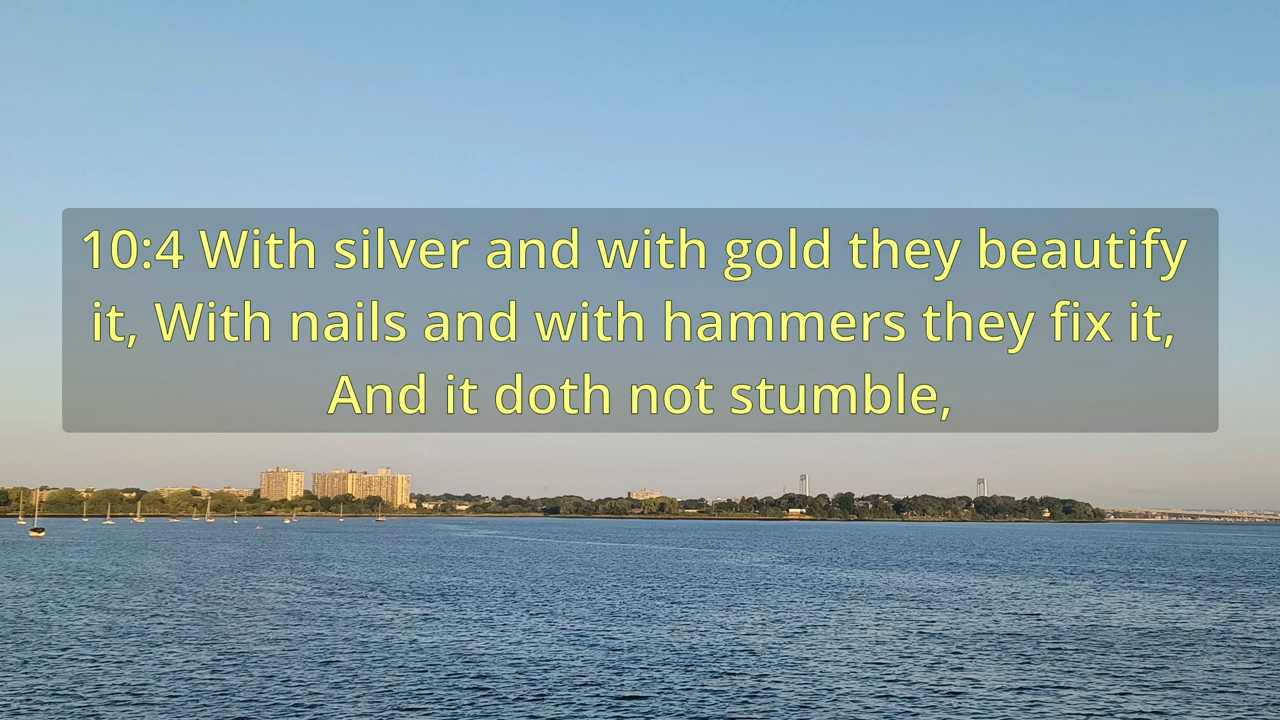 10:4 With silver and with gold they beautify
it, With nails and with hammers they fix it,
And it doth not stumble,